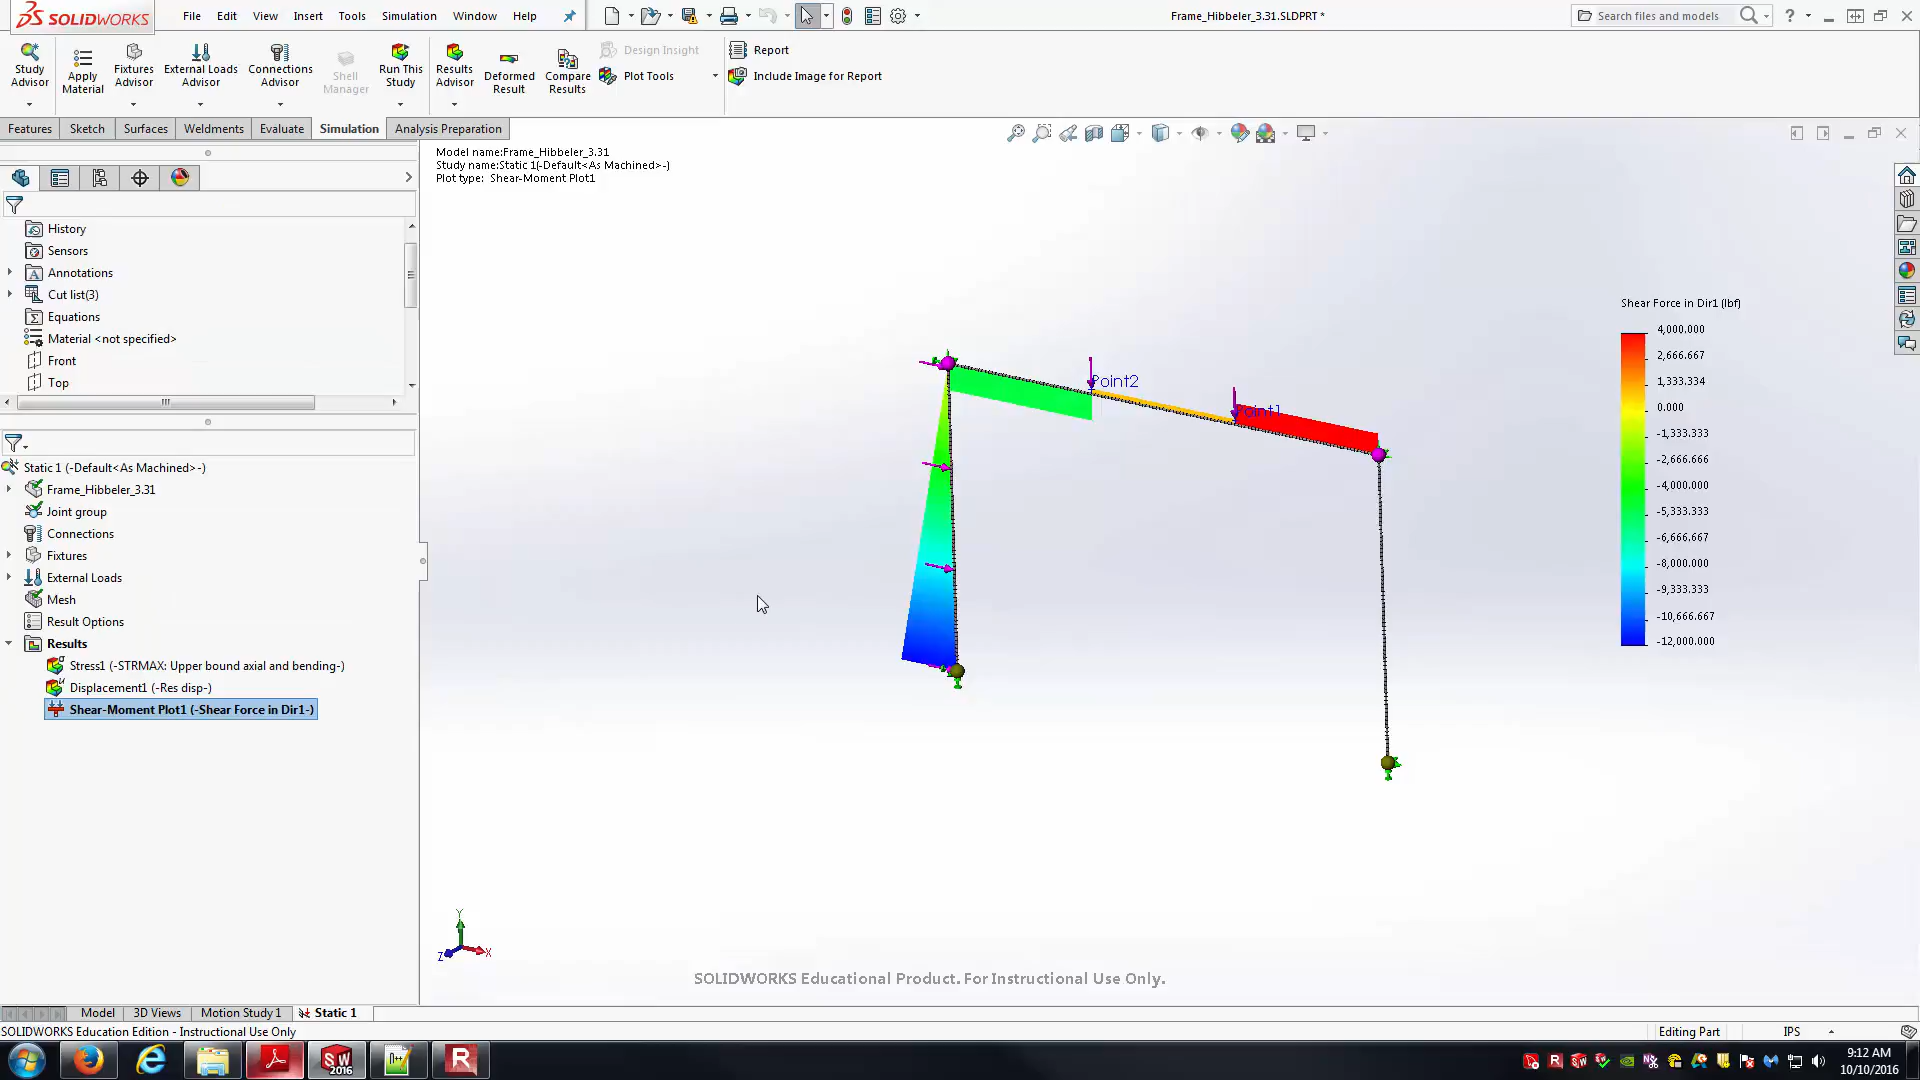 SOLIDWORKS
File Edit View Insert Tools Simulation Window Help
Frame_Hibbeler_3.31.SLDPRT *
Search files and models
Study Advisor
Apply Material
Fixtures Advisor
External Loads Advisor
Connections Advisor
Shell Manager
Run This Study
Results Advisor
Deformed Result
Compare Results
Design Insight
Plot Tools
Report
Include Image for Report
Features Sketch Surfaces Weldments Evaluate Simulation Analysis Preparation
Model name:Frame_Hibbeler_3.31
Study name:Static 1(-Default<As Machined>-)
Plot type: Shear-Moment Plot1
History
Sensors
Annotations
Cut list(3)
Equations
Material <not specified>
Front
Top
Static 1 (-Default<As Machined>-)
Frame_Hibbeler_3.31
Joint group
Connections
Fixtures
External Loads
Mesh
Result Options
Results
Stress1 (-STRMAX: Upper bound axial and bending-)
Displacement1 (-Res disp-)
Shear-Moment Plot1 (-Shear Force in Dir1-)
Point2
Point1
Shear Force in Dir1 (lbf)
4,000.000
2,666.667
1,333.334
0.000
-1,333.333
-2,666.666
-4,000.000
-5,333.333
-6,666.667
-8,000.000
-9,333.333
-10,666.667
-12,000.000
Y
Z
X
SOLIDWORKS Educational Product. For Instructional Use Only.
Model 3D Views Motion Study 1 Static 1
SOLIDWORKS Education Edition - Instructional Use Only
Editing Part
IPS
SW 2016
9:12 AM
10/10/2016